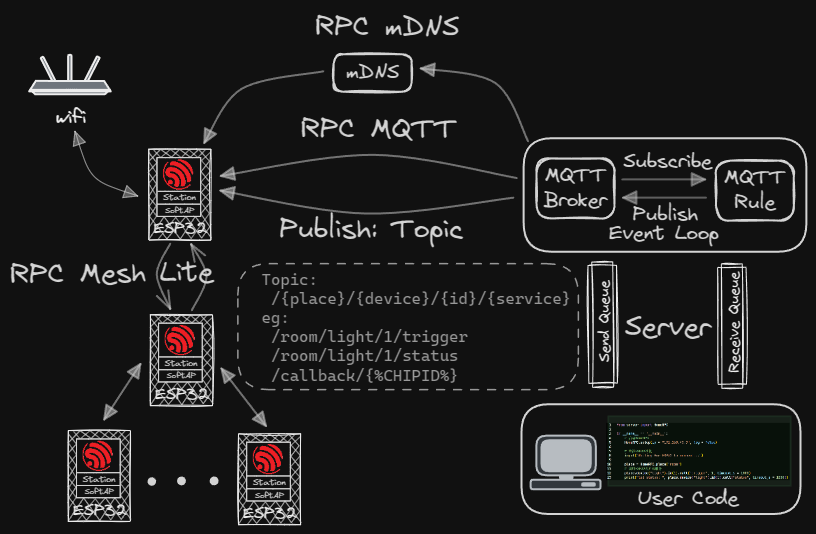 RPC mDNS
mDNS
wifi
RPC MQTT
Subscribe
MQTT
Broker
MQTT
Rule
Publish
Event Loop
Station
SoftAP
ESP32
Publish: Topic
RPC Mesh Lite
Topic:
/{place}/{device}/{id}/{service}
eg:
/room/light/1/trigger
/room/light/1/status
/callback/{%CHIPID%}
Send Queue
Server
Receive Queue
Station
SoftAP
ESP32
Station
SoftAP
ESP32
Station
SoftAP
ESP32
User Code